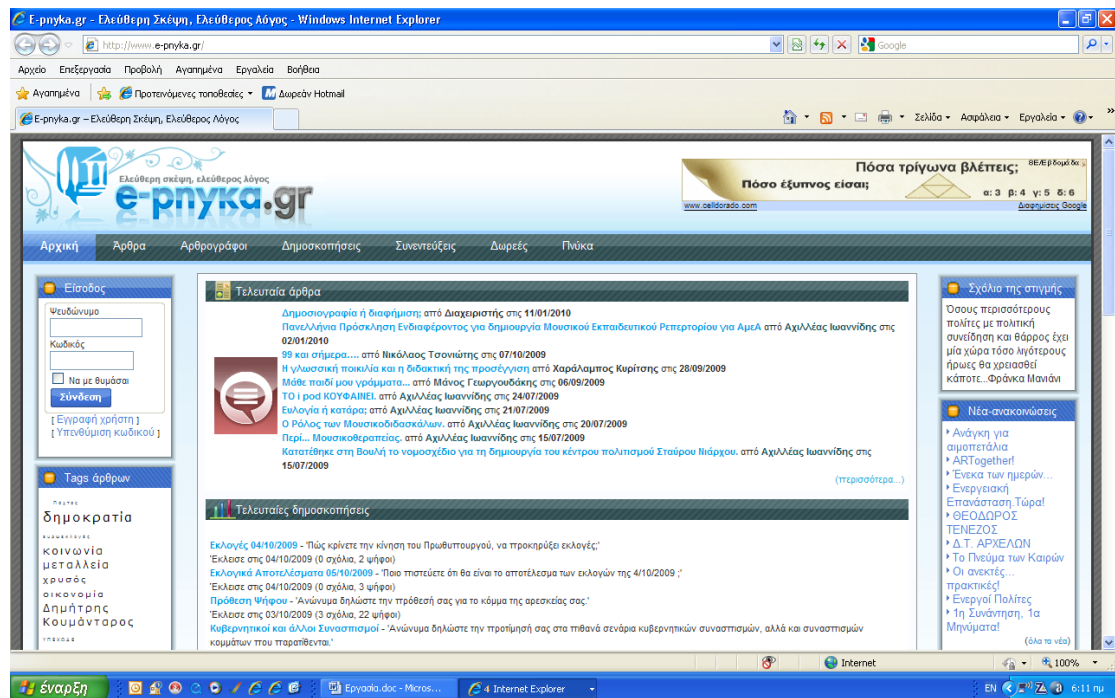 E-pnyka.gr - Ελεύθερη Σκέψη, Ελεύθερος Λόγος - Windows Internet Explorer
http://www.e-pnyka.gr/
Google
Αρχείο Επεξεργασία Προβολή Αγαπημένα Εργαλεία Βοήθεια
Αγαπημένα Προτεινόμενες τοποθεσίες Δωρεάν Hotmail
E-pnyka.gr – Ελεύθερη Σκέψη, Ελεύθερος Λόγος
Σελίδα Ασφάλεια Εργαλεία »
Ελεύθερη σκέψη, ελεύθερος λόγος
e-pnyka.gr
Πόσα τρίγωνα βλέπεις;
Πόσο έξυπνος είσαι;
α: 3 β: 4 γ: 5 δ: 6
www.celldorado.com
Διαφημίσεις Google
Αρχική Άρθρα Αρθρογράφοι Δημοσκοπήσεις Συνεντεύξεις Δωρεές Πνύκα
Είσοδος
Ψευδώνυμο
Κωδικός
Να με θυμάσαι
Σύνδεση
[ Εγγραφή χρήστη ]
[ Υπενθύμιση κωδικού ]
Tags άρθρων
δημοκρατία
κοινωνία
μεταλλεία
χρυσός
οικονομία
Δημήτρης
Κουμάνταρος
Τελευταία άρθρα
Δημοσιογραφία ή διαφήμιση; από Διαχειριστής στις 11/01/2010
Πανελλήνια Πρόσκληση Ενδιαφέροντος για δημιουργία Μουσικού Εκπαιδευτικού Ρεπερτορίου για ΑμεΑ από Αχιλλέας Ιωαννίδης στις
02/01/2010
99 και σήμερα.... από Νικόλαος Τσονιώτης στις 07/10/2009
Η γλωσσική ποικιλία και η διδακτική της προσέγγιση από Χαράλαμπος Κυρίτσης στις 28/09/2009
Μάθε παιδί μου γράμματα... από Μάνος Γεωργουδάκης στις 06/09/2009
ΤΟ i pod ΚΟΥΦΑΙΝΕΙ. από Αχιλλέας Ιωαννίδης στις 24/07/2009
Ευλογία ή κατάρα; από Αχιλλέας Ιωαννίδης στις 21/07/2009
Ο Ρόλος των Μουσικοδιδασκάλων. από Αχιλλέας Ιωαννίδης στις 20/07/2009
Περί... Μουσικοθεραπείας. από Αχιλλέας Ιωαννίδης στις 15/07/2009
Κατατέθηκε στη Βουλή το νομοσχέδιο για τη δημιουργία του κέντρου πολιτισμού Σταύρου Νιάρχου. από Αχιλλέας Ιωαννίδης στις
15/07/2009
(περισσότερα...)
Τελευταίες δημοσκοπήσεις
Εκλογές 04/10/2009 - 'Πώς κρίνετε την κίνηση του Πρωθυπουργού, να προκηρύξει εκλογές;'
Έκλεισε στις 04/10/2009 (0 σχόλια, 2 ψήφοι)
Εκλογικά Αποτελέσματα 05/10/2009 - 'Ποιο πιστεύετε ότι θα είναι το αποτέλεσμα των εκλογών της 4/10/2009 ;'
Έκλεισε στις 04/10/2009 (0 σχόλια, 3 ψήφοι)
Πρόθεση Ψήφου - 'Ανώνυμα δηλώστε την πρόθεσή σας για το κόμμα της αρεσκείας σας.'
Έκλεισε στις 03/10/2009 (3 σχόλια, 22 ψήφοι)
Κυβερνητικοί και άλλοι Συνασπισμοί - 'Ανώνυμα δηλώστε την προτίμησή σας στα πιθανά σενάρια κυβερνητικών συνασπισμών, αλλά και συνασπισμών
κομμάτων που παρατίθενται.'
Σχόλιο της στιγμής
Όσους περισσότερους
πολίτες με πολιτική
συνείδηση και θάρρος έχει
μία χώρα τόσο λιγότερους
ήρωες θα χρειασθεί
κάποτε...Φράνκα Μανιάνι
Νέα-ανακοινώσεις
Ανάγκη για
αιμοπετάλια
ARTogether!
Ένεκα των ημερών...
Ενεργειακή
Επανάσταση.Τώρα!
ΘΕΟΔΩΡΟΣ
ΤΕΝΕΖΟΣ
Δ.Τ. ΑΡΧΕΛΩΝ
Το Πνεύμα των Καιρών
Οι ανεκτές...
πρακτικές!
Ενεργοί Πολίτες
1η Συνάντηση, 1α
Μηνύματα!
(όλα τα νέα)
Internet 100%
έναρξη Εργασία.doc - Micros... 4 Internet Explorer EN 6:11 πμ